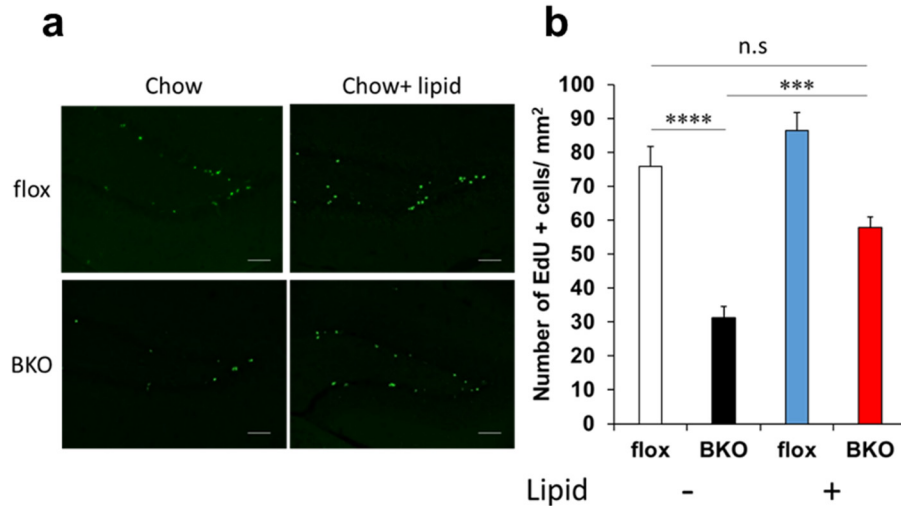 a
Chow
Chow+ lipid
flox
BKO
b
n.s
***
****
Number of EdU + cells/ mm²
100
90
80
70
60
50
40
30
20
10
0
flox BKO flox BKO
Lipid - +